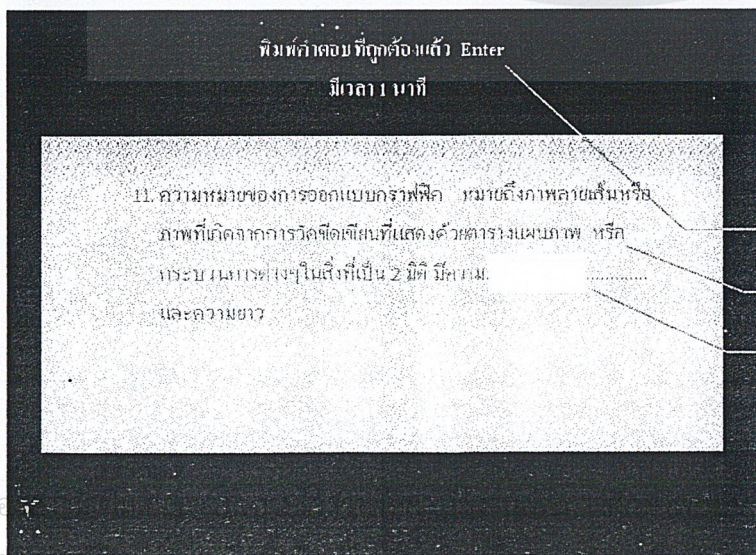 พิมพ์คำตอบที่ถูกต้องแล้ว Enter
มีเวลา 1 นาที
11. ความหมายของการออกแบบกราฟฟิค หมายถึงภาพลายเส้นหรือ
ภาพที่เกิดจากการวัดขีดเขียนที่แสดงด้วยตารางแผนภาพ หรือ
กระบวนการต่างๆในสิ่งที่เป็น 2 มิติ มีความ. .............
และความยาว